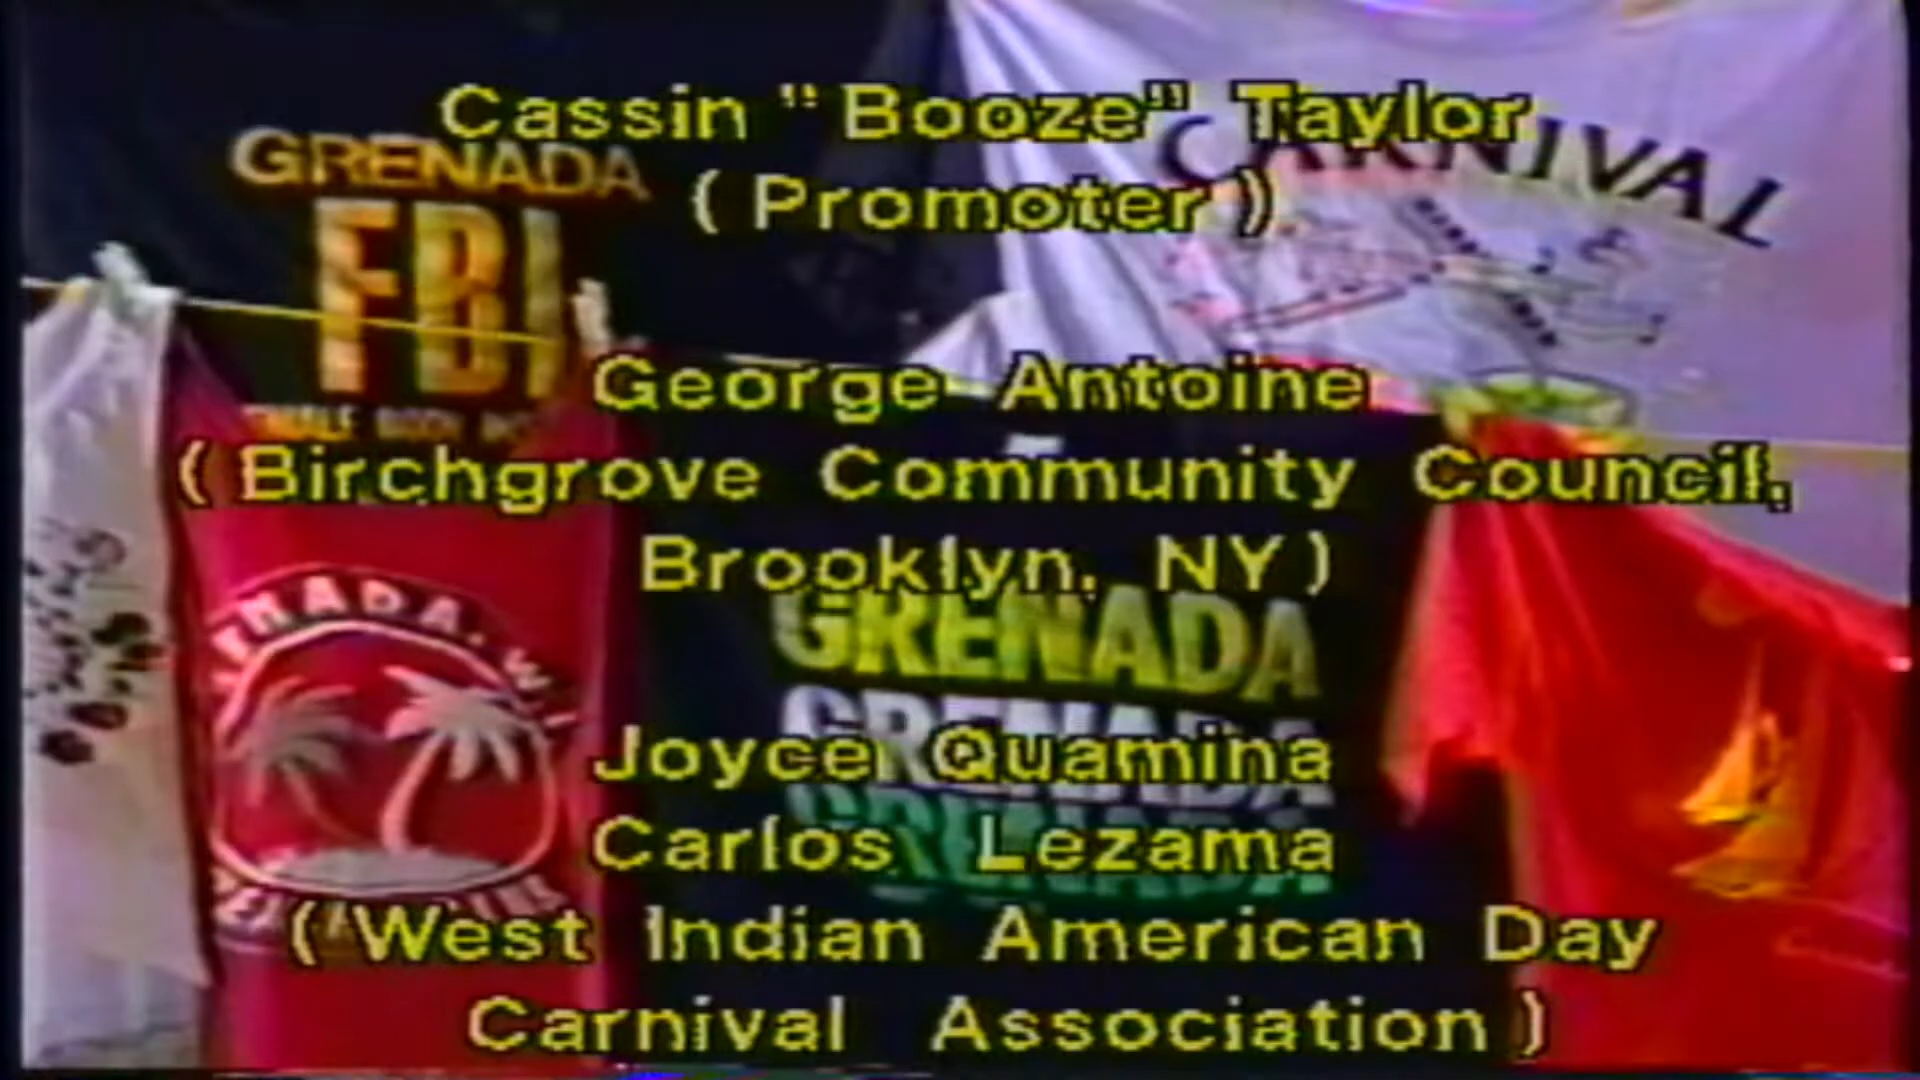 Cassin "Booze" Taylor
(Promoter)
George Antoine
(Birchgrove Community Council,
Brooklyn, NY)
Joyce Quamina
Carlos Lezama
(West Indian American Day
Carnival Association)
GRENADA
FBI
CARNIVAL
GRENADA
GRENADA
GRENADA